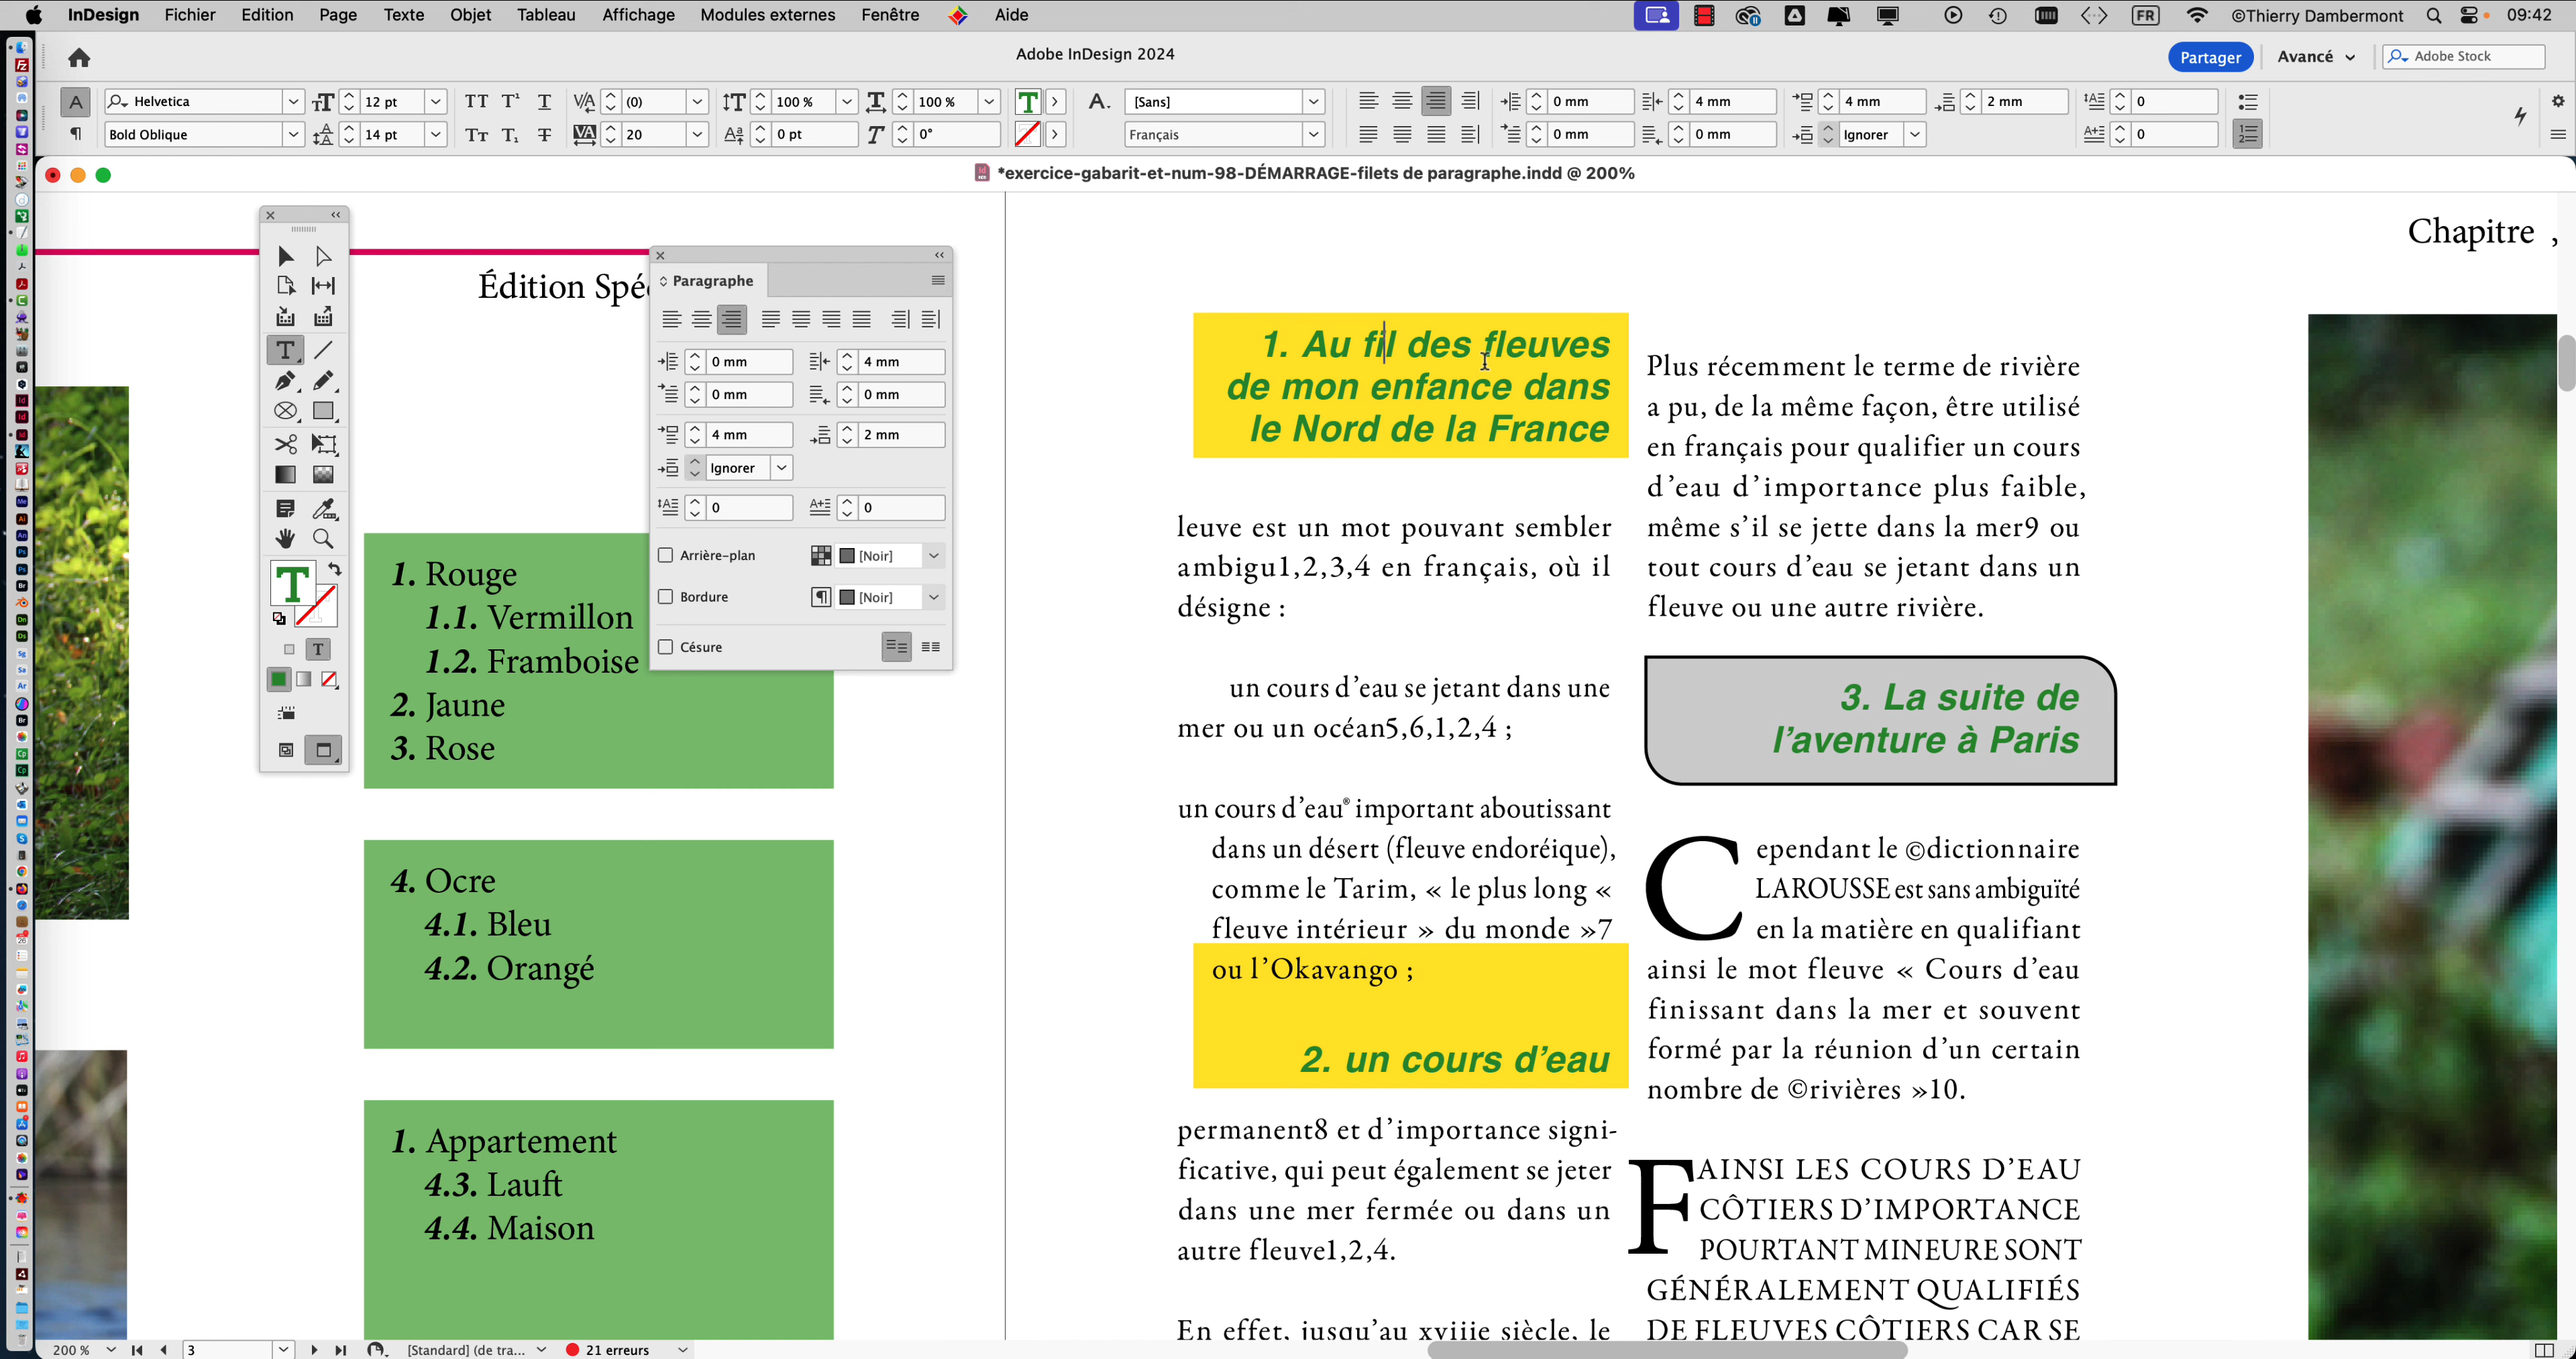 InDesign Fichier Edition Page Texte Objet Tableau Affichage Modules externes Fenêtre Aide
FR ©Thierry Dambermont 09:42
Adobe InDesign 2024
Partager Avancé Adobe Stock
Helvetica 12 pt (0) 100 % 100 % [Sans] 0 mm 4 mm 4 mm 2 mm 0
Bold Oblique 14 pt 20 0 pt 0° Français 0 mm 0 mm Ignorer 0
*exercice-gabarit-et-num-98-DÉMARRAGE-filets de paragraphe.indd @ 200%
Chapitre ,
Édition Spé
Paragraphe
0 mm 4 mm
0 mm 0 mm
4 mm 2 mm
Ignorer
0 0
Arrière-plan [Noir]
Bordure [Noir]
Césure
1. Rouge
1.1. Vermillon
1.2. Framboise
2. Jaune
3. Rose
4. Ocre
4.1. Bleu
4.2. Orangé
1. Appartement
4.3. Lauft
4.4. Maison
1. Au fil des fleuves
de mon enfance dans
le Nord de la France
leuve est un mot pouvant sembler
ambigu1,2,3,4 en français, où il
désigne :
un cours d’eau se jetant dans une
mer ou un océan5,6,1,2,4 ;
un cours d’eau® important aboutissant
dans un désert (fleuve endoréique),
comme le Tarim, « le plus long «
fleuve intérieur » du monde »7
ou l’Okavango ;
2. un cours d’eau
permanent8 et d’importance signi-
ficative, qui peut également se jeter
dans une mer fermée ou dans un
autre fleuve1,2,4.
En effet, jusqu’au xviiie siècle, le
Plus récemment le terme de rivière
a pu, de la même façon, être utilisé
en français pour qualifier un cours
d’eau d’importance plus faible,
même s’il se jette dans la mer9 ou
tout cours d’eau se jetant dans un
fleuve ou une autre rivière.
3. La suite de
l’aventure à Paris
Cependant le ©dictionnaire
LAROUSSE est sans ambiguïté
en la matière en qualifiant
ainsi le mot fleuve « Cours d’eau
finissant dans la mer et souvent
formé par la réunion d’un certain
nombre de ©rivières »10.
FAINSI LES COURS D’EAU
CÔTIERS D’IMPORTANCE
POURTANT MINEURE SONT
GÉNÉRALEMENT QUALIFIÉS
DE FLEUVES CÔTIERS CAR SE
200 % 3 [Standard] (de tra... 21 erreurs